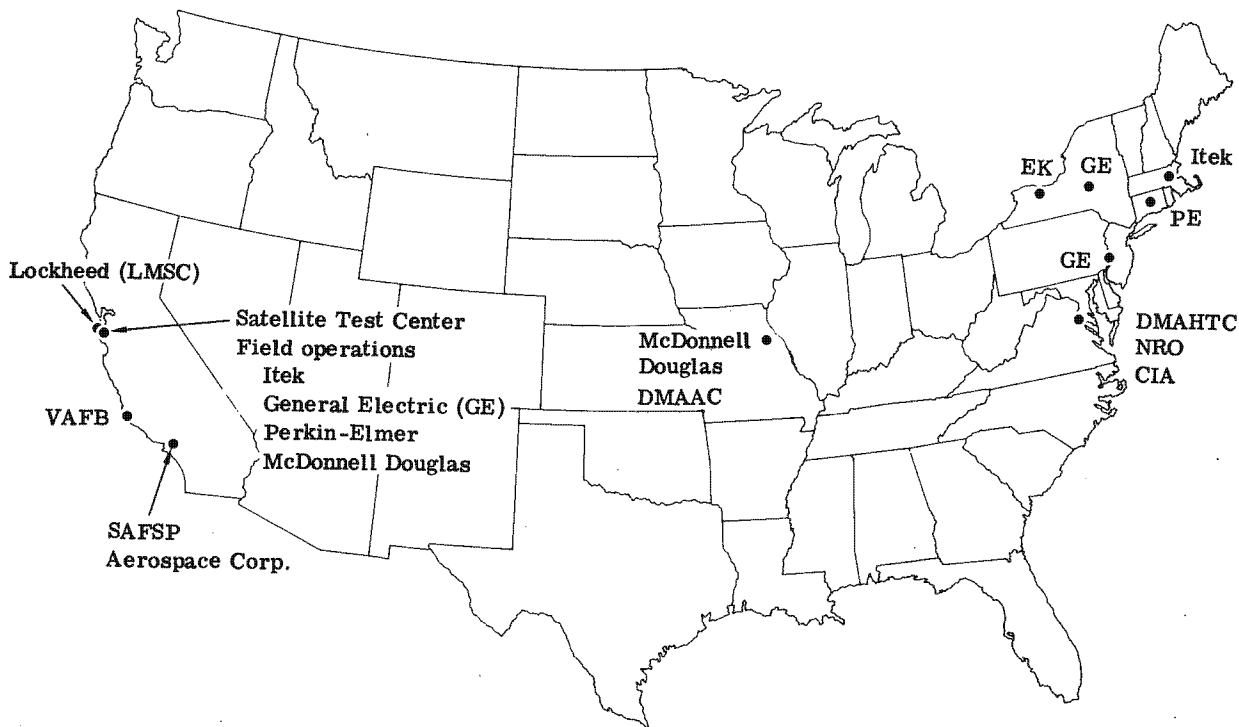 EK
GE
Itek
PE
GE
Lockheed (LMSC)
Satellite Test Center
Field operations
Itek
General Electric (GE)
Perkin-Elmer
McDonnell Douglas
McDonnell
Douglas
DMAAC
DMAHTC
NRO
CIA
VAFB
SAFSP
Aerospace Corp.